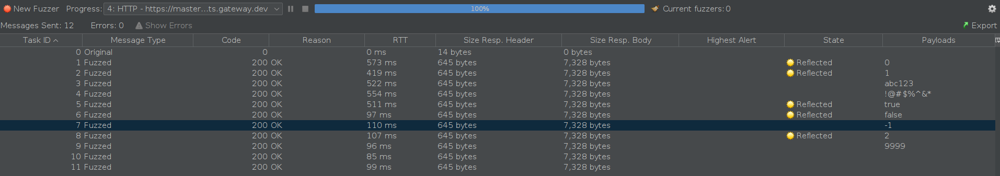 New Fuzzer Progress: 4: HTTP - https://master...ts.gateway.dev 100% Current fuzzers: 0
Messages Sent: 12 Errors: 0 Show Errors Export
Task ID Message Type Code Reason RTT Size Resp. Header Size Resp. Body Highest Alert State Payloads
0 Original 0 0 ms 14 bytes 0 bytes
1 Fuzzed 200 OK 573 ms 645 bytes 7,328 bytes Reflected 0
2 Fuzzed 200 OK 419 ms 645 bytes 7,328 bytes Reflected 1
3 Fuzzed 200 OK 522 ms 645 bytes 7,328 bytes abc123
4 Fuzzed 200 OK 554 ms 645 bytes 7,328 bytes !@#$%^&*
5 Fuzzed 200 OK 511 ms 645 bytes 7,328 bytes Reflected true
6 Fuzzed 200 OK 97 ms 645 bytes 7,328 bytes Reflected false
7 Fuzzed 200 OK 110 ms 645 bytes 7,328 bytes -1
8 Fuzzed 200 OK 107 ms 645 bytes 7,328 bytes Reflected 2
9 Fuzzed 200 OK 96 ms 645 bytes 7,328 bytes 9999
10 Fuzzed 200 OK 85 ms 645 bytes 7,328 bytes
11 Fuzzed 200 OK 99 ms 645 bytes 7,328 bytes